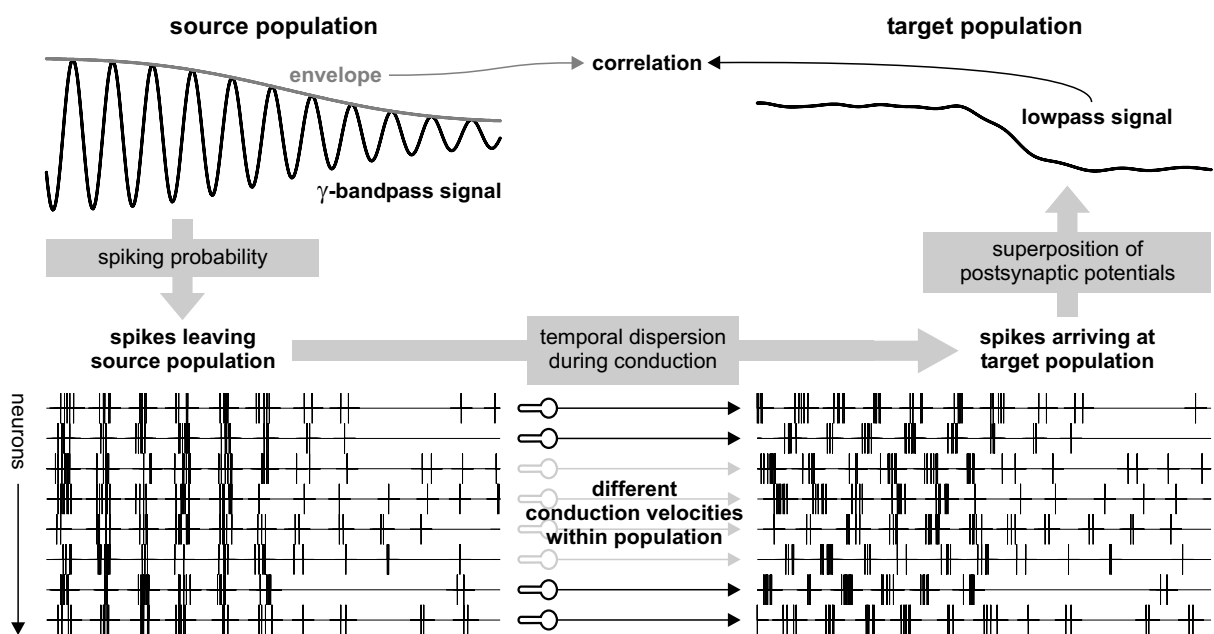 source population
target population
envelope
correlation
lowpass signal
γ-bandpass signal
spiking probability
superposition of
postsynaptic potentials
spikes leaving
source population
temporal dispersion
during conduction
spikes arriving at
target population
neurons
different
conduction velocities
within population